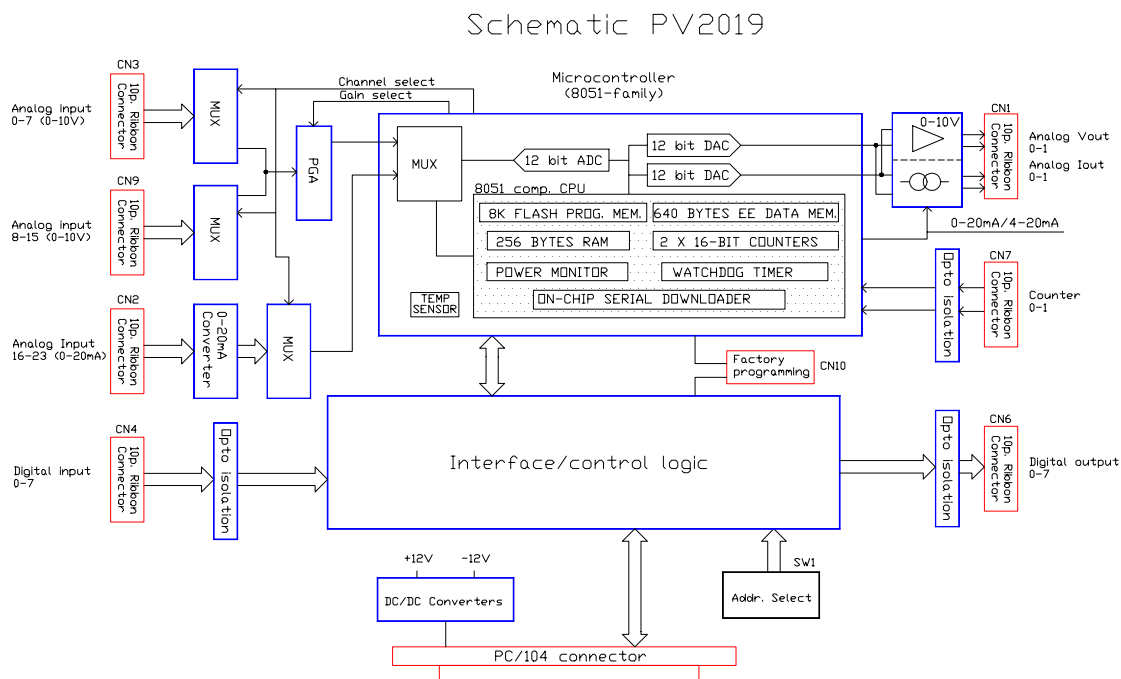 Schematic PV2019
CN3
10p. Ribbon
Connector
Analog input
0-7 (0-10V)
MUX
Channel select
Gain select
PGA
Microcontroller
(8051-family)
MUX
12 bit ADC
12 bit DAC
12 bit DAC
8051 comp. CPU
8K FLASH PROG. MEM.
640 BYTES EE DATA MEM.
256 BYTES RAM
2 X 16-BIT COUNTERS
POWER MONITOR
WATCHDOG TIMER
ON-CHIP SERIAL DOWNLOADER
TEMP
SENSOR
0-10V
CN1
10p. Ribbon
Connector
Analog Vout
0-1
Analog Iout
0-1
0-20mA/4-20mA
CN9
10p. Ribbon
Connector
Analog input
8-15 (0-10V)
MUX
CN7
10p. Ribbon
Connector
Opto isolation
Counter
0-1
CN2
10p. Ribbon
Connector
Analog Input
16-23 (0-20mA)
0-20mA
Converter
MUX
Factory
programming
CN10
CN4
10p. Ribbon
Connector
Digital input
0-7
Opto isolation
Interface/control logic
Opto isolation
CN6
10p. Ribbon
Connector
Digital output
0-7
+12V
-12V
DC/DC Converters
SW1
Addr. Select
PC/104 connector